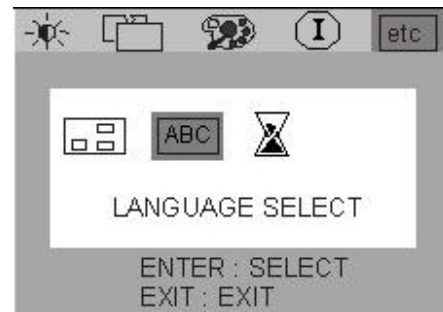 I etc
ABC
LANGUAGE SELECT
ENTER : SELECT
EXIT : EXIT